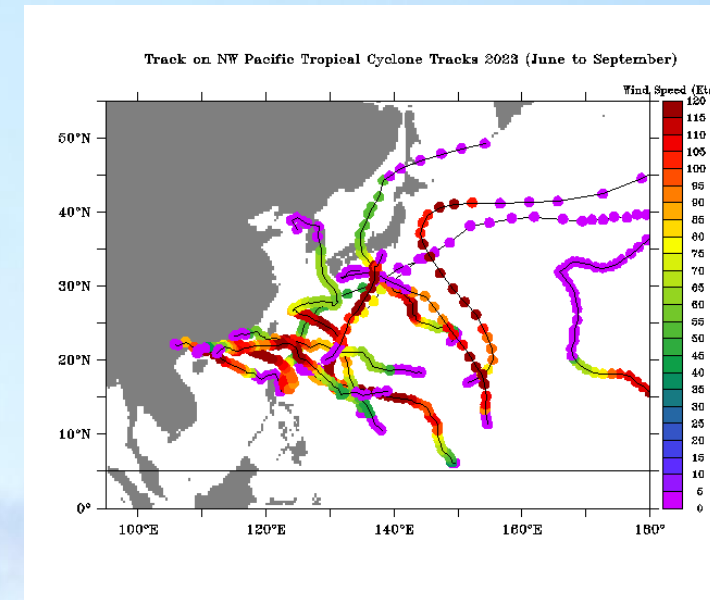 Track on NW Pacific Tropical Cyclone Tracks 2023 (June to September)
Wind Speed (Kts
50°N
40°N
30°N
20°N
10°N
0°
100°E
120°E
140°E
160°E
180°
120
115
110
105
100
95
90
85
80
75
70
65
60
55
50
45
40
35
30
25
20
15
10
5
0